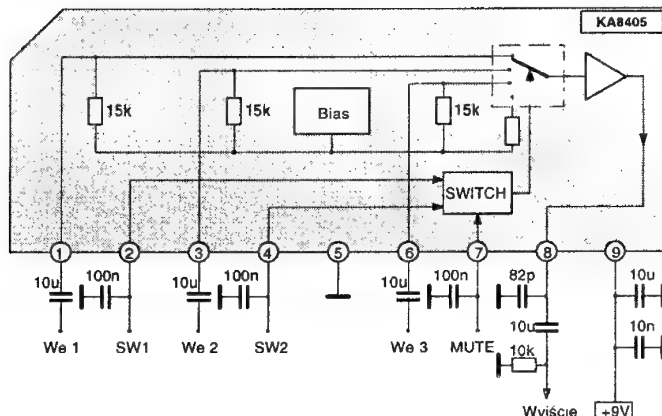 KA8405
15k
15k
Bias
15k
SWITCH
1
2
3
4
5
6
7
8
9
10u
100n
10u
100n
10u
100n
82p
10u
10u
10n
10k
We 1
SW1
We 2
SW2
We 3
MUTE
Wyjście
+9V